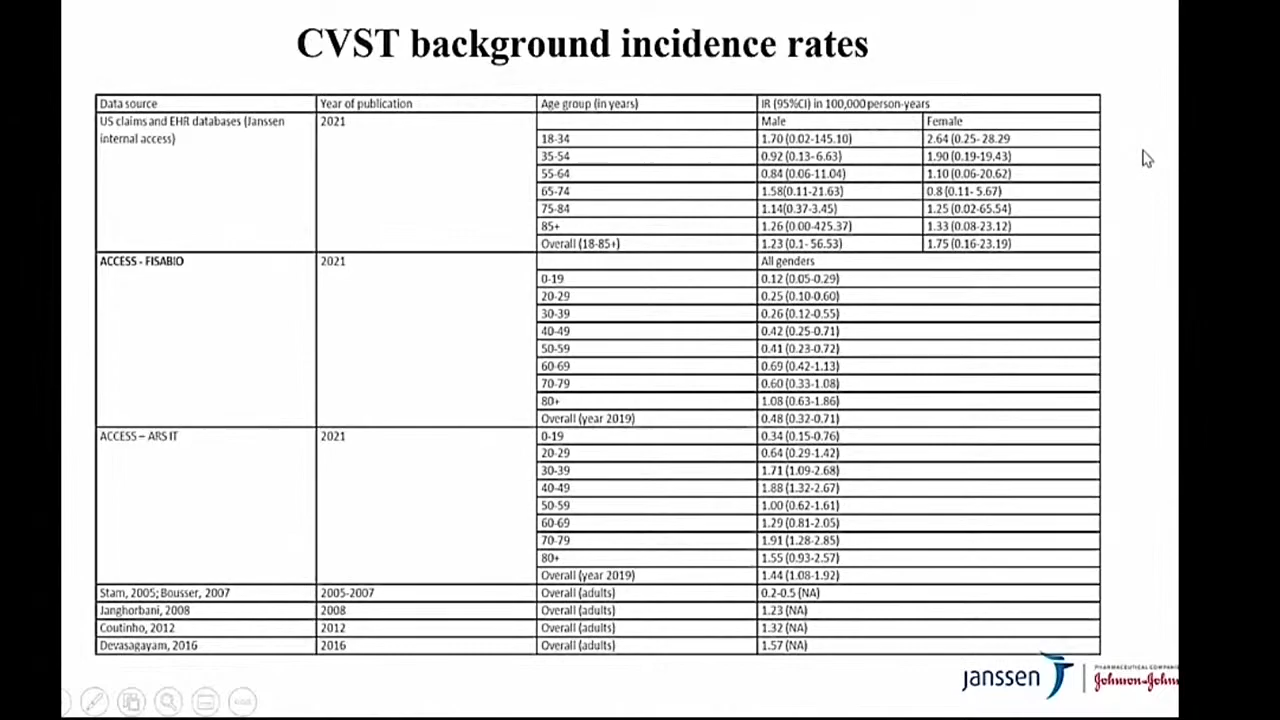 CVST background incidence rates
Data source Year of publication Age group (in years) IR (95%CI) in 100,000 person-years
US claims and EHR databases (Janssen 2021 Male Female
internal access) 18-34 1.70 (0.02-145.10) 2.64 (0.25- 28.29
35-54 0.92 (0.13- 6.63) 1.90 (0.19-19.43)
55-64 0.84 (0.06-11.04) 1.10 (0.06-20.62)
65-74 1.58(0.11-21.63) 0.8 (0.11- 5.67)
75-84 1.14(0.37-3.45) 1.25 (0.02-65.54)
85+ 1.26 (0.00-425.37) 1.33 (0.08-23.12)
Overall (18-85+) 1.23 (0.1- 56.53) 1.75 (0.16-23.19)
ACCESS - FISABIO 2021 All genders
0-19 0.12 (0.05-0.29)
20-29 0.25 (0.10-0.60)
30-39 0.26 (0.12-0.55)
40-49 0.42 (0.25-0.71)
50-59 0.41 (0.23-0.72)
60-69 0.69 (0.42-1.13)
70-79 0.60 (0.33-1.08)
80+ 1.08 (0.63-1.86)
Overall (year 2019) 0.48 (0.32-0.71)
ACCESS – ARS IT 2021 0-19 0.34 (0.15-0.76)
20-29 0.64 (0.29-1.42)
30-39 1.71 (1.09-2.68)
40-49 1.88 (1.32-2.67)
50-59 1.00 (0.62-1.61)
60-69 1.29 (0.81-2.05)
70-79 1.91 (1.28-2.85)
80+ 1.55 (0.93-2.57)
Overall (year 2019) 1.44 (1.08-1.92)
Stam, 2005; Bousser, 2007 2005-2007 Overall (adults) 0.2-0.5 (NA)
Janghorbani, 2008 2008 Overall (adults) 1.23 (NA)
Coutinho, 2012 2012 Overall (adults) 1.32 (NA)
Devasagayam, 2016 2016 Overall (adults) 1.57 (NA)
PHARMACEUTICAL COMPANI
janssen Johnson+John